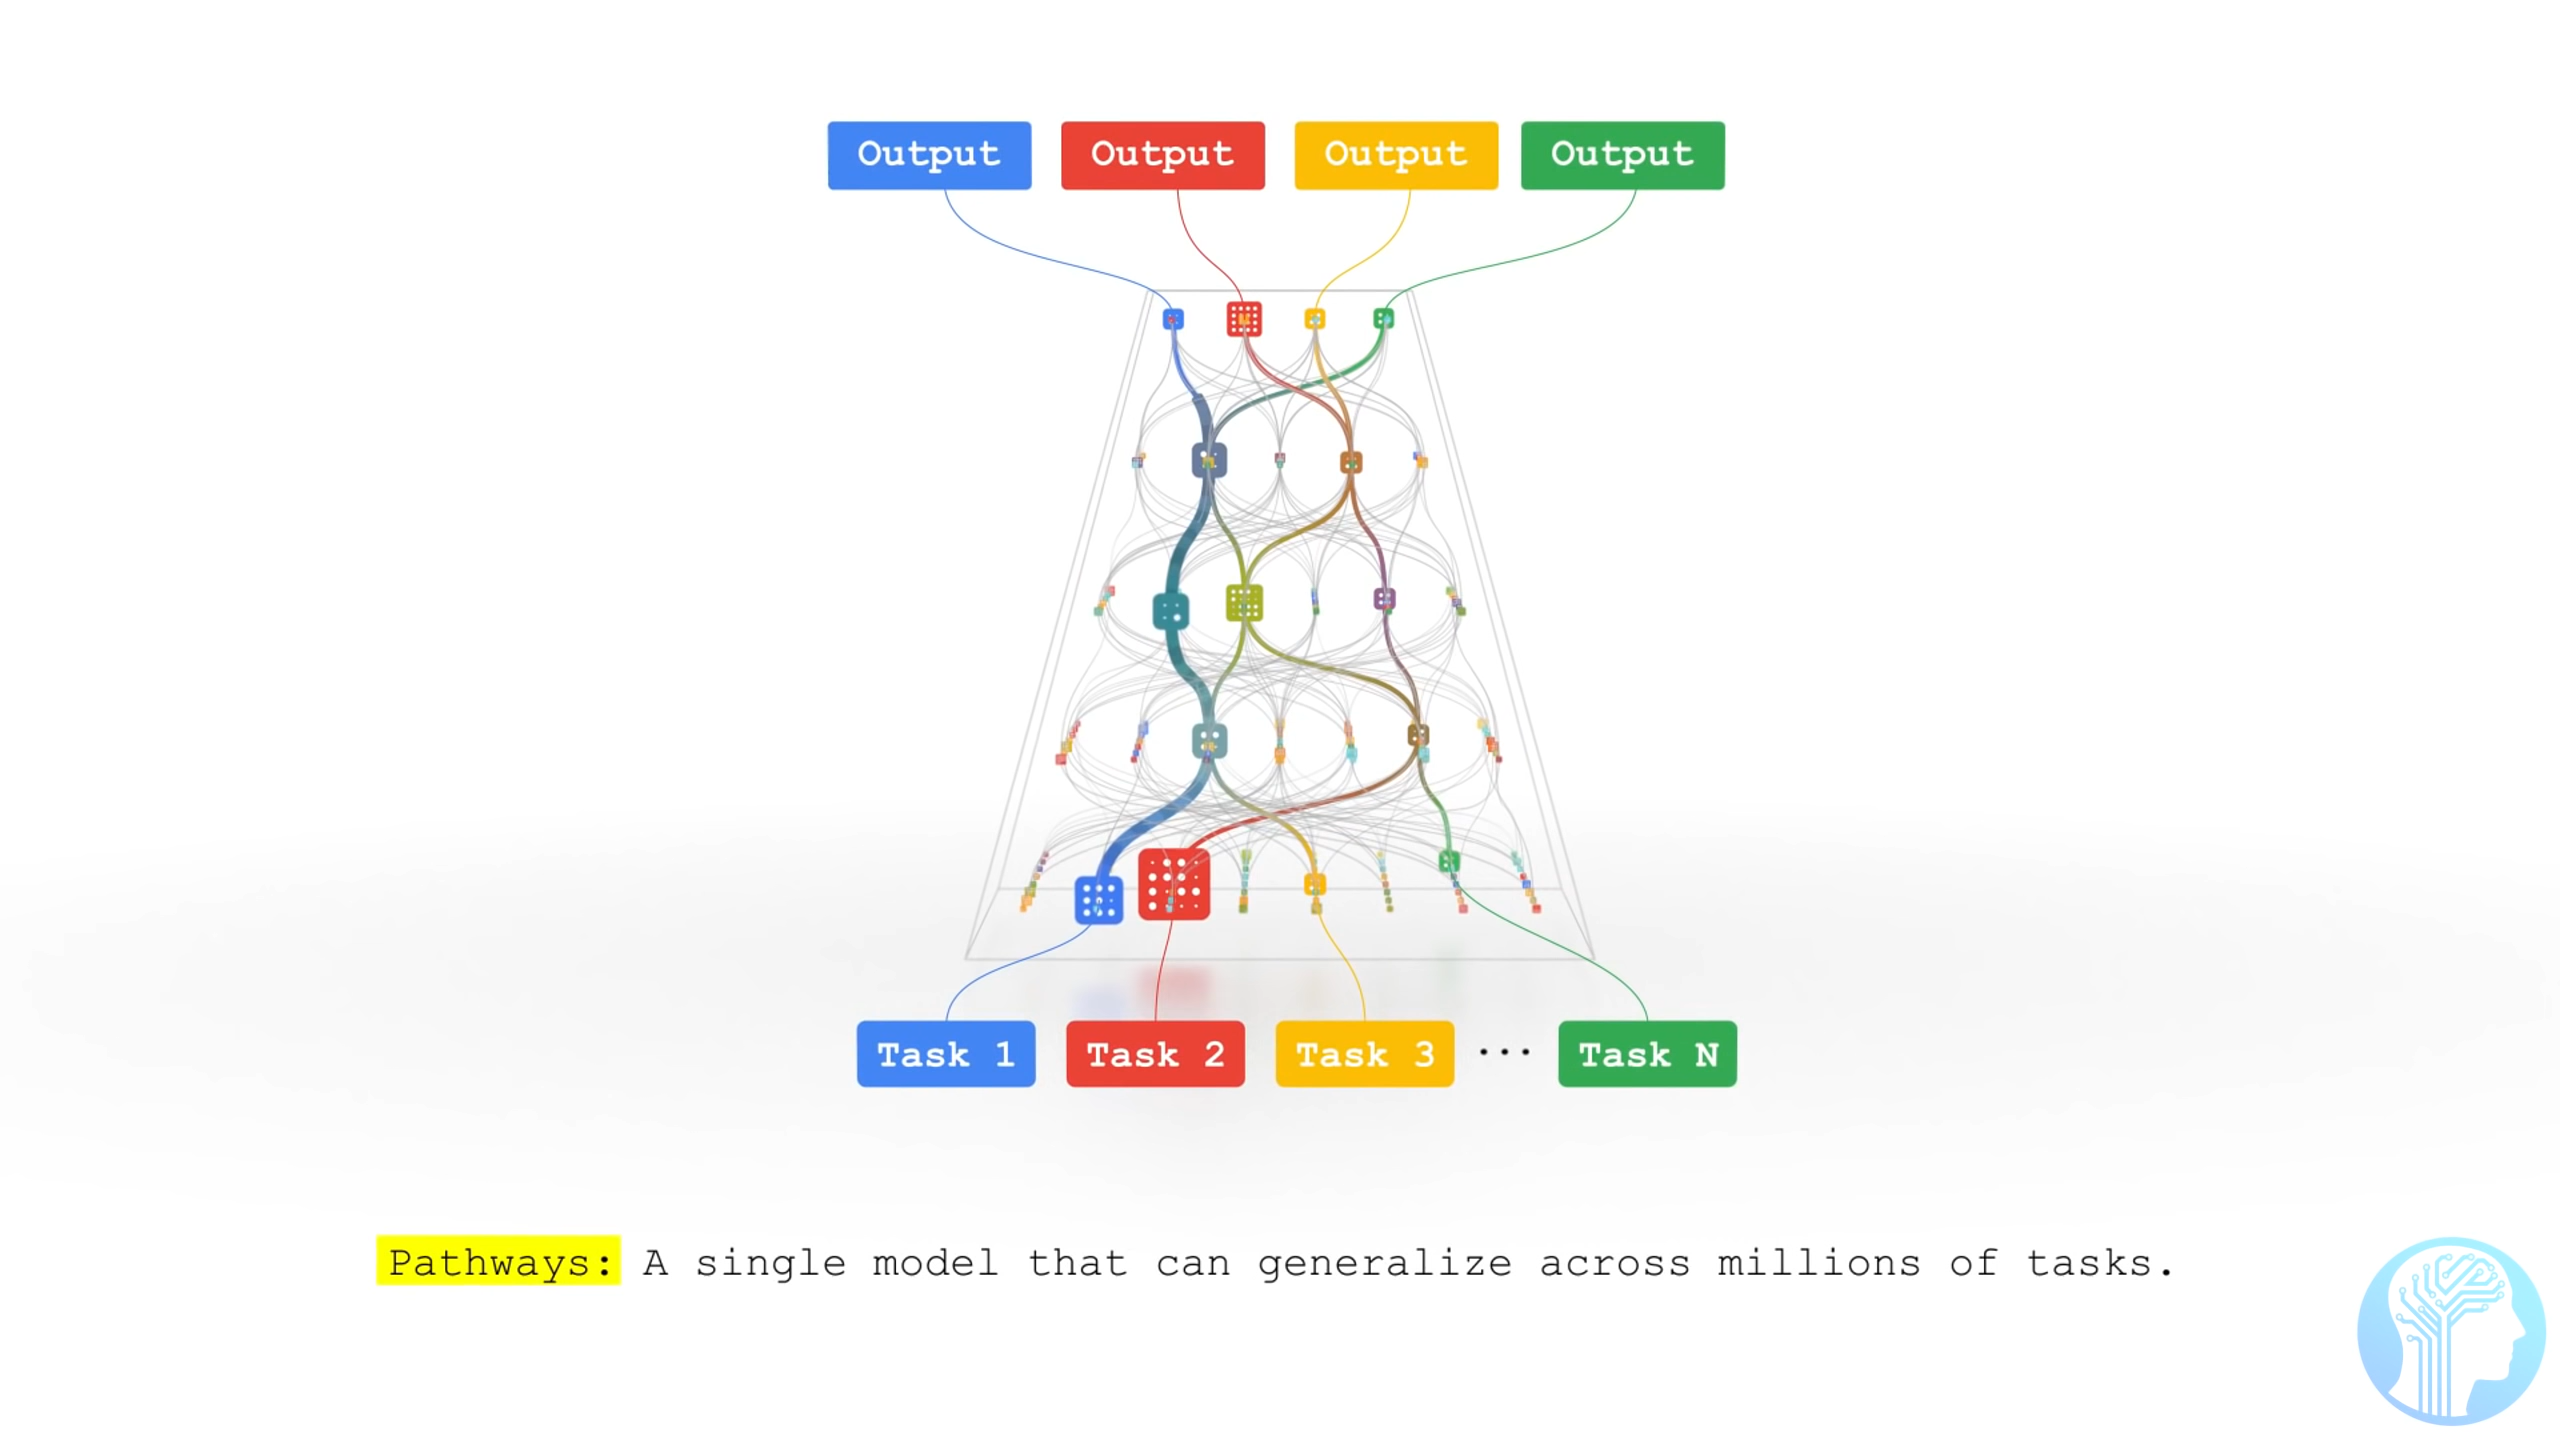 Output Output Output Output
Task 1 Task 2 Task 3 ... Task N
Pathways: A single model that can generalize across millions of tasks.